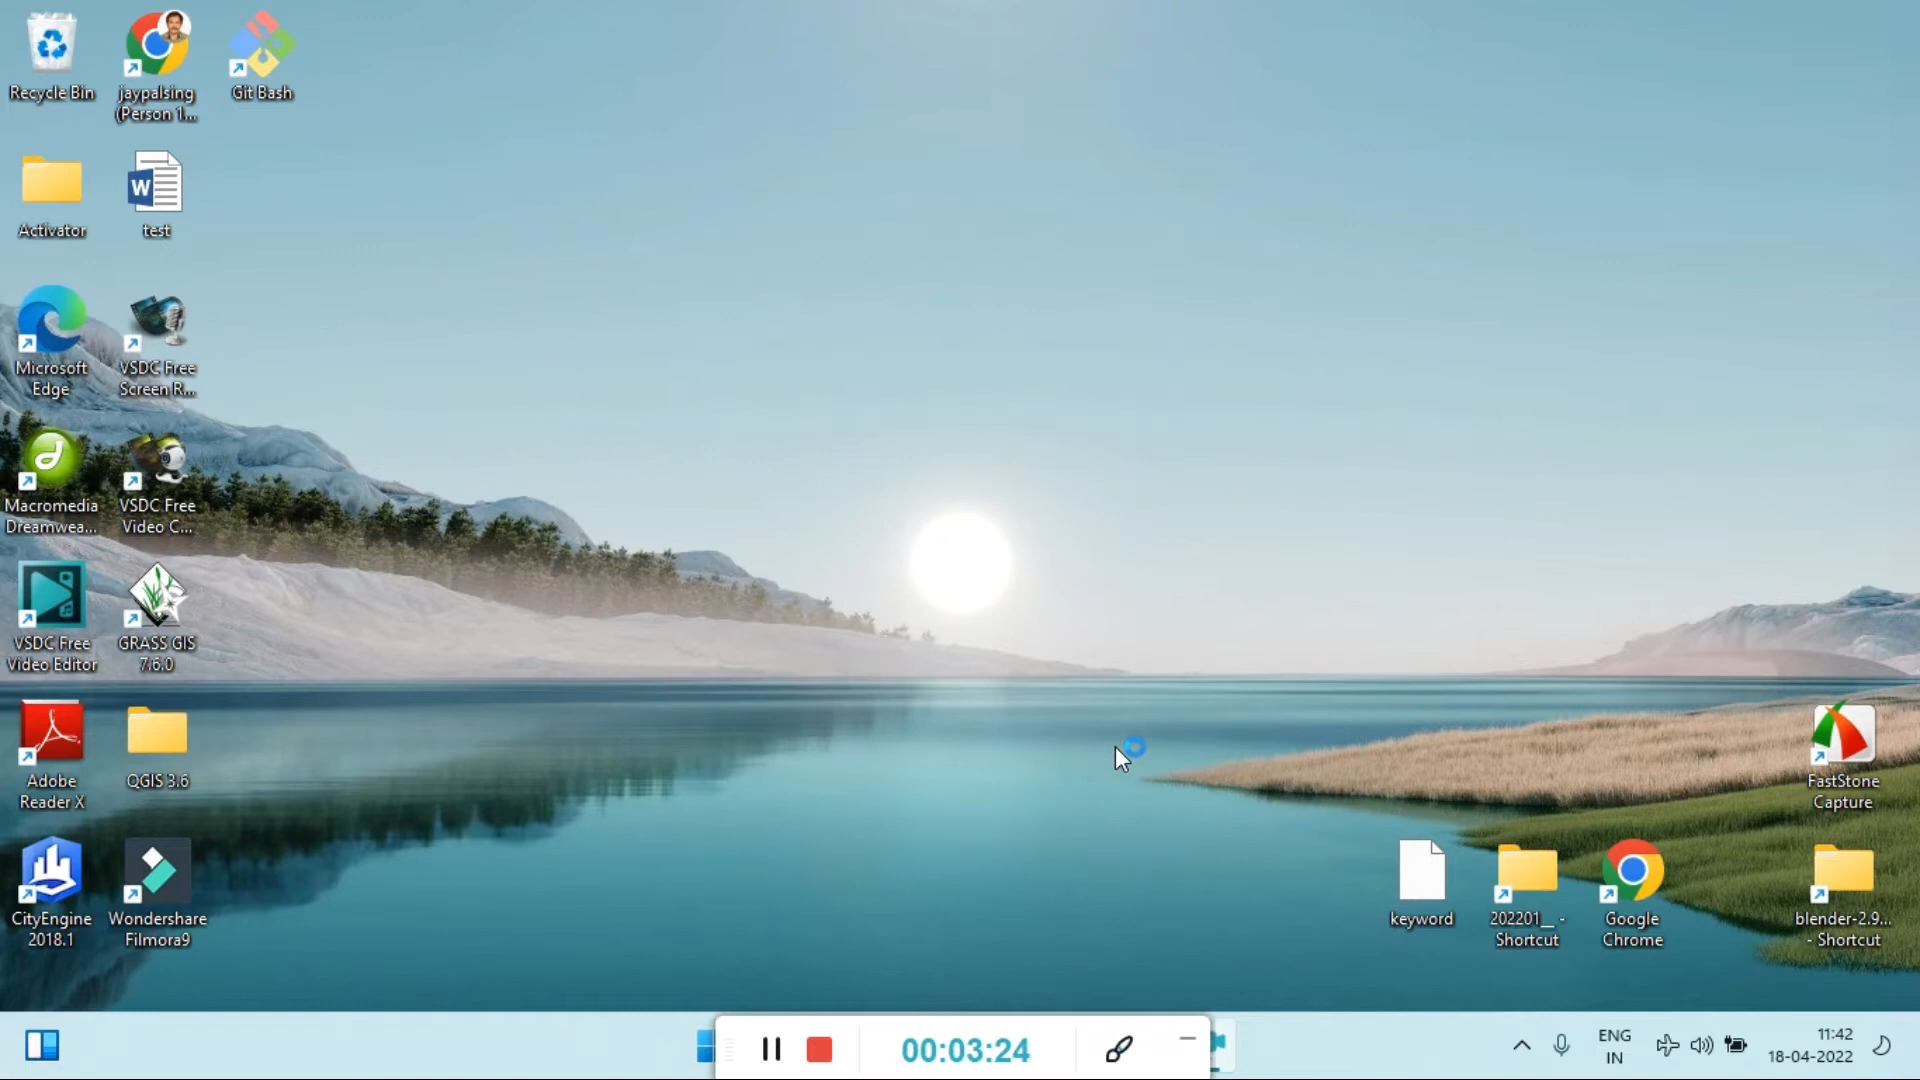 Recycle Bin
jaypalsing
(Person 1...
Git Bash
Activator
test
Microsoft
Edge
VSDC Free
Screen R...
Macromedia
Dreamwea...
VSDC Free
Video C...
VSDC Free
Video Editor
GRASS GIS
7.6.0
Adobe
Reader X
QGIS 3.6
CityEngine
2018.1
Wondershare
Filmora9
FastStone
Capture
keyword
202201__ -
Shortcut
Google
Chrome
blender-2.9...
- Shortcut
00:03:24
ENG
IN
11:42
18-04-2022